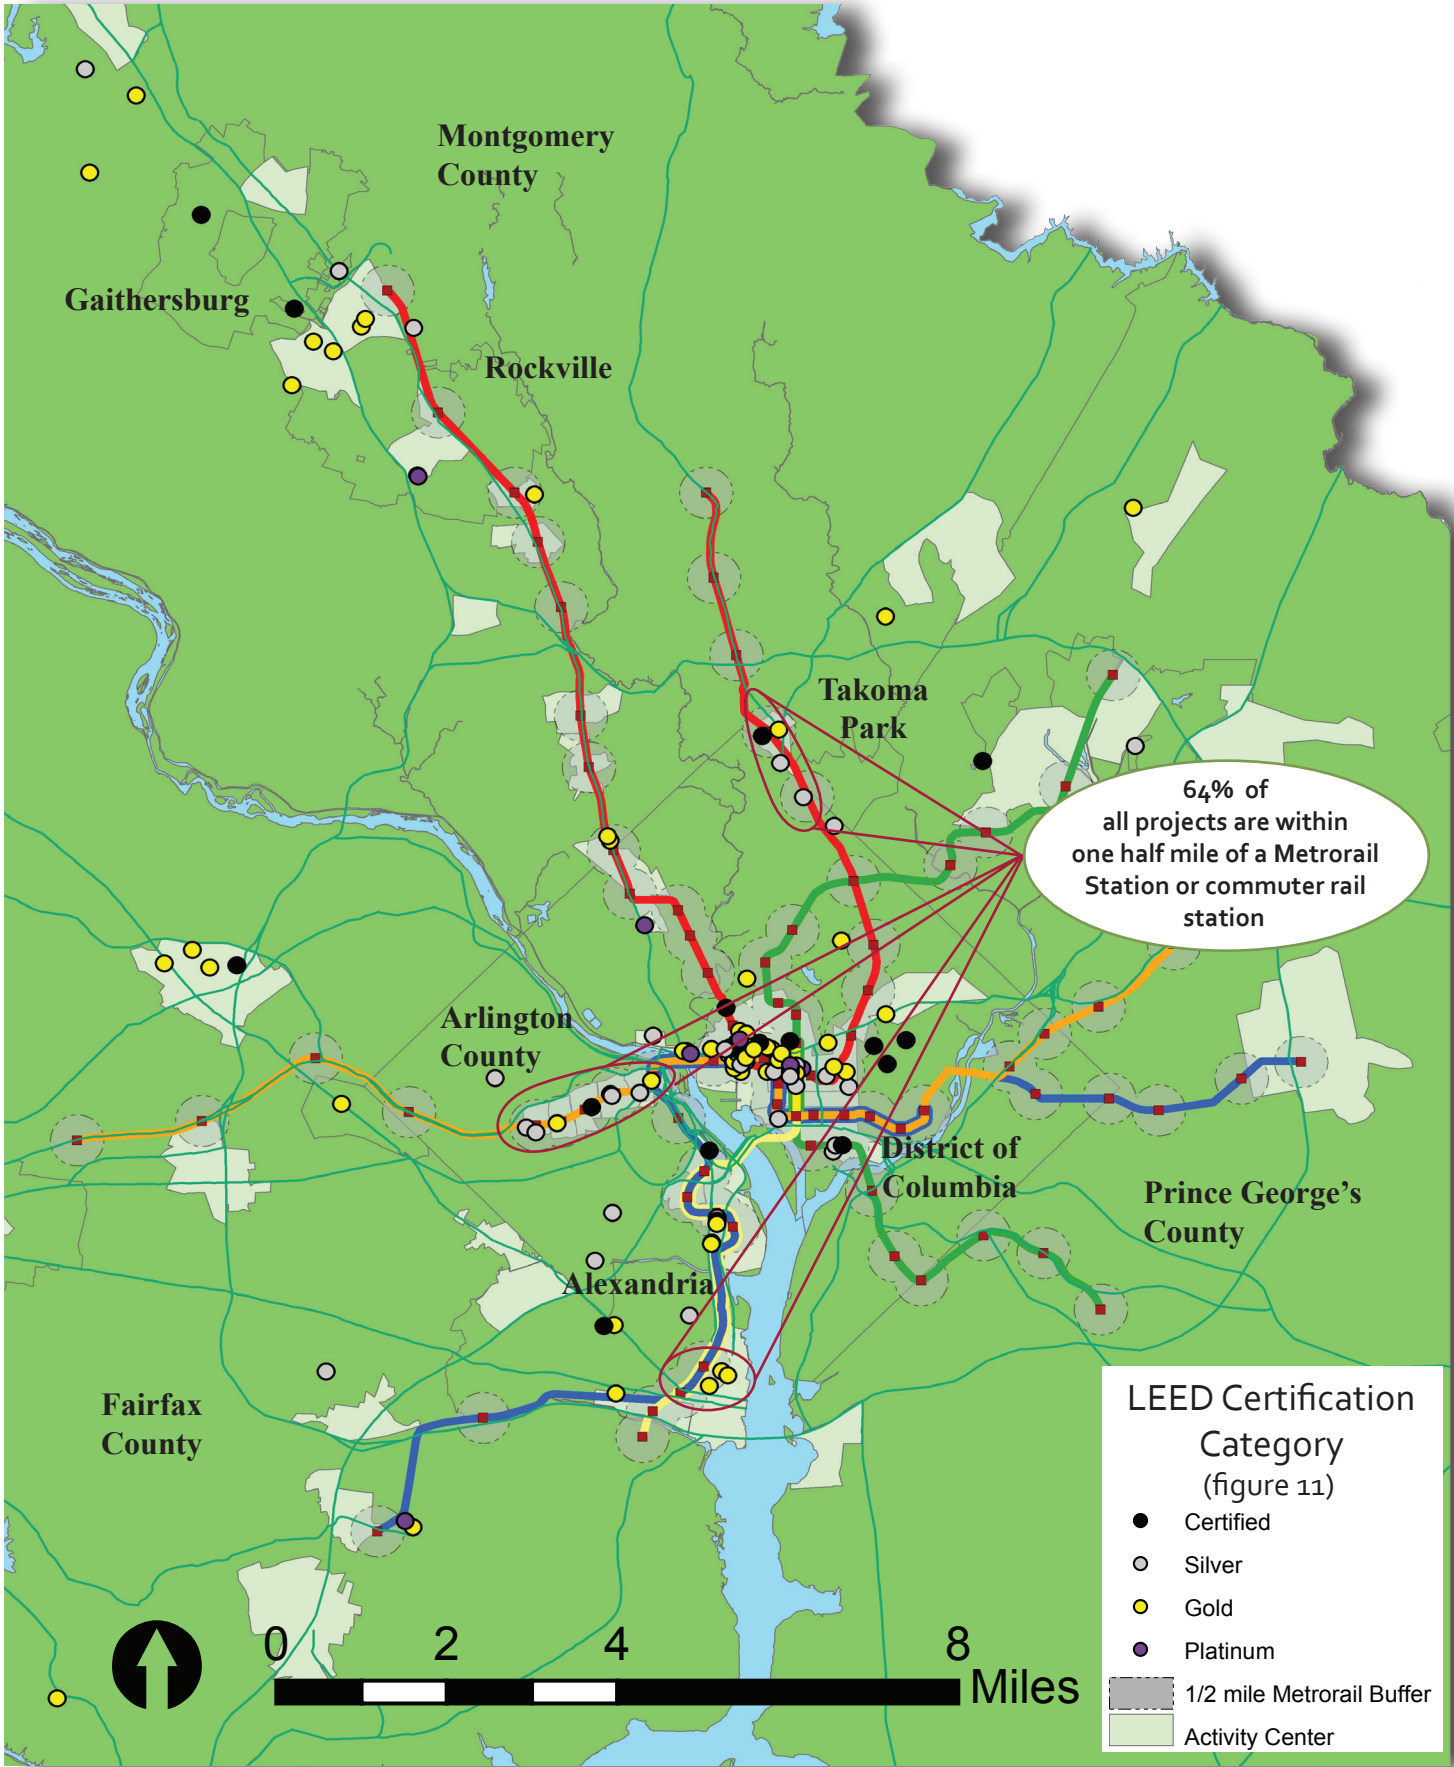 Montgomery
County
Gaithersburg
Rockville
Takoma
Park
64% of
all projects are within
one half mile of a Metrorail
Station or commuter rail
station
Arlington
County
District of
Columbia
Prince George's
County
Alexandria
Fairfax
County
LEED Certification
Category
(figure 11)
Certified
Silver
Gold
Platinum
1/2 mile Metrorail Buffer
Activity Center
0 2 4 8
Miles